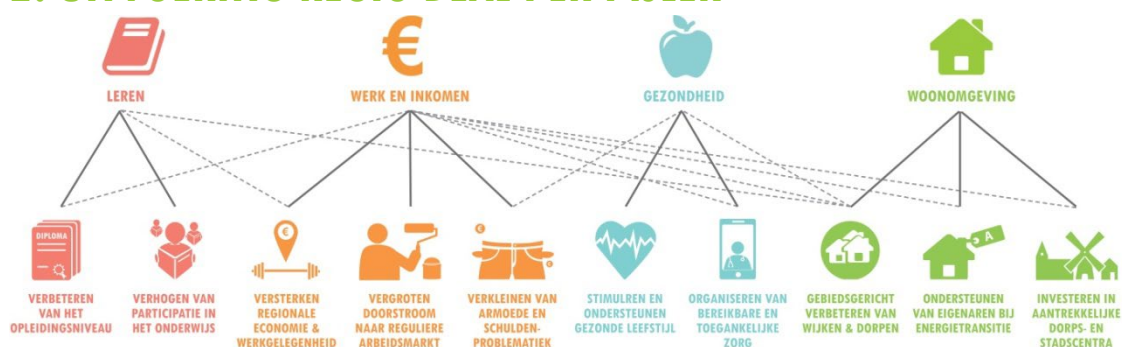 LEREN
WERK EN INKOMEN
GEZONDHEID
WOONOMGEVING
€
€
€
€
DIPLOMA
A
VERBETEREN
VAN HET
OPLEIDINGSNIVEAU
VERHOGEN VAN
PARTICIPATIE IN
HET ONDERWIJS
VERSTERKEN
REGIONALE
ECONOMIE &
WERKGELEGENHEID
VERGROTEN
DOORSTROOM
NAAR REGULIERE
ARBEIDSMARKT
VERKLEINEN VAN
ARMOEDE EN
SCHULDEN-
PROBLEMATIEK
STIMULREN EN
ONDERSTEUNEN
GEZONDE LEEFSTIJL
ORGANISEREN VAN
BEREIKBARE EN
TOEGANKELIJKE
ZORG
GEBIEDSGERICHT
VERBETEREN VAN
WIJKEN & DORPEN
ONDERSTEUNEN
VAN EIGENAREN BIJ
ENERGIETRANSITIE
INVESTEREN IN
AANTREKKELIJKE
DORPS- EN
STADSCENTRA